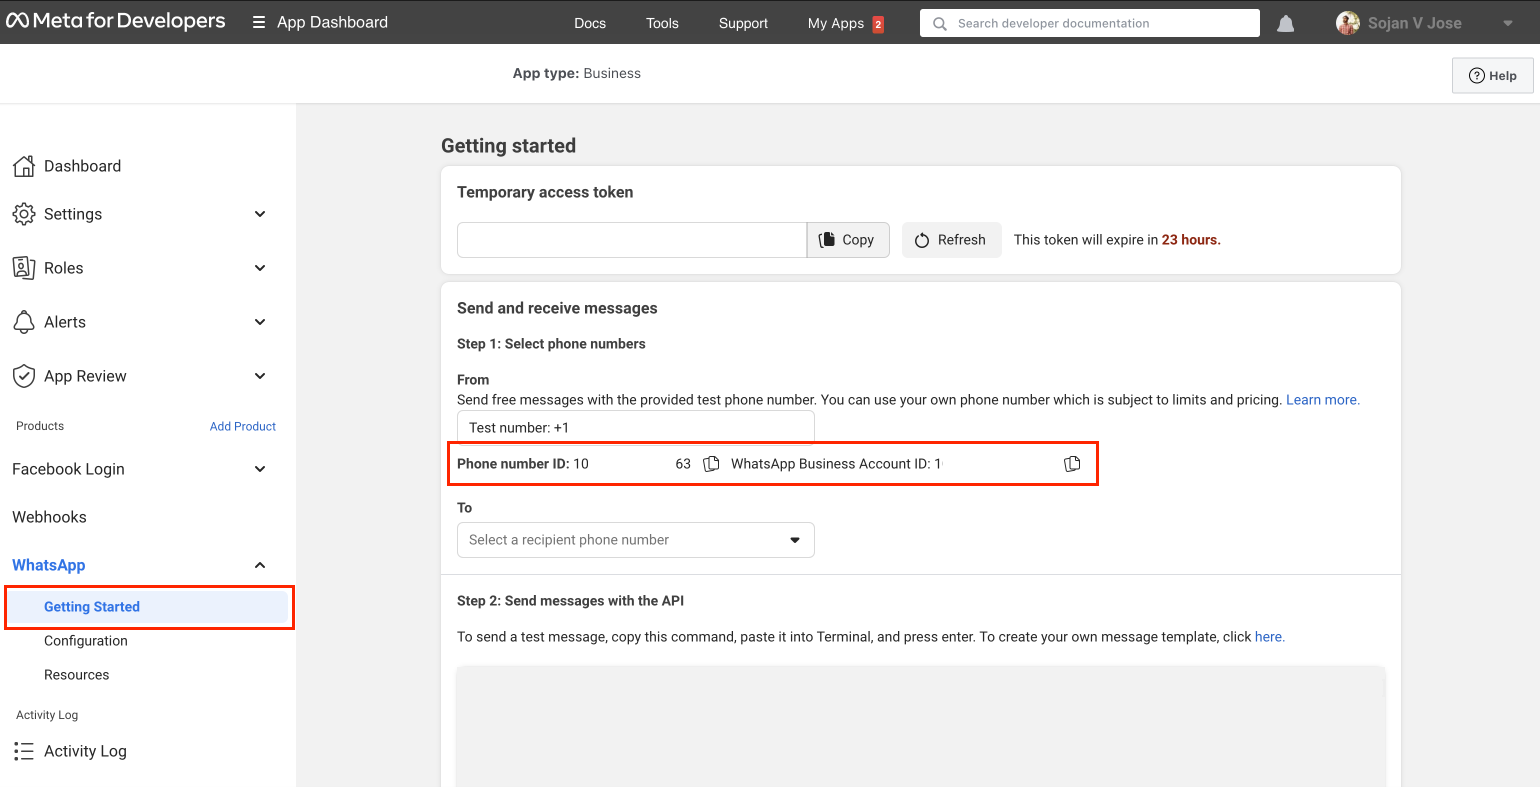 Meta for Developers
App Dashboard
Docs
Tools
Support
My Apps 2
Search developer documentation
Sojan V Jose
App type: Business
Help
Dashboard
Settings
Roles
Alerts
App Review
Products
Add Product
Facebook Login
Webhooks
WhatsApp
Getting Started
Configuration
Resources
Activity Log
Activity Log
Getting started
Temporary access token
Copy
Refresh
This token will expire in 23 hours.
Send and receive messages
Step 1: Select phone numbers
From
Send free messages with the provided test phone number. You can use your own phone number which is subject to limits and pricing. Learn more.
Test number: +1
Phone number ID: 10 63 WhatsApp Business Account ID: 1
To
Select a recipient phone number
Step 2: Send messages with the API
To send a test message, copy this command, paste it into Terminal, and press enter. To create your own message template, click here.